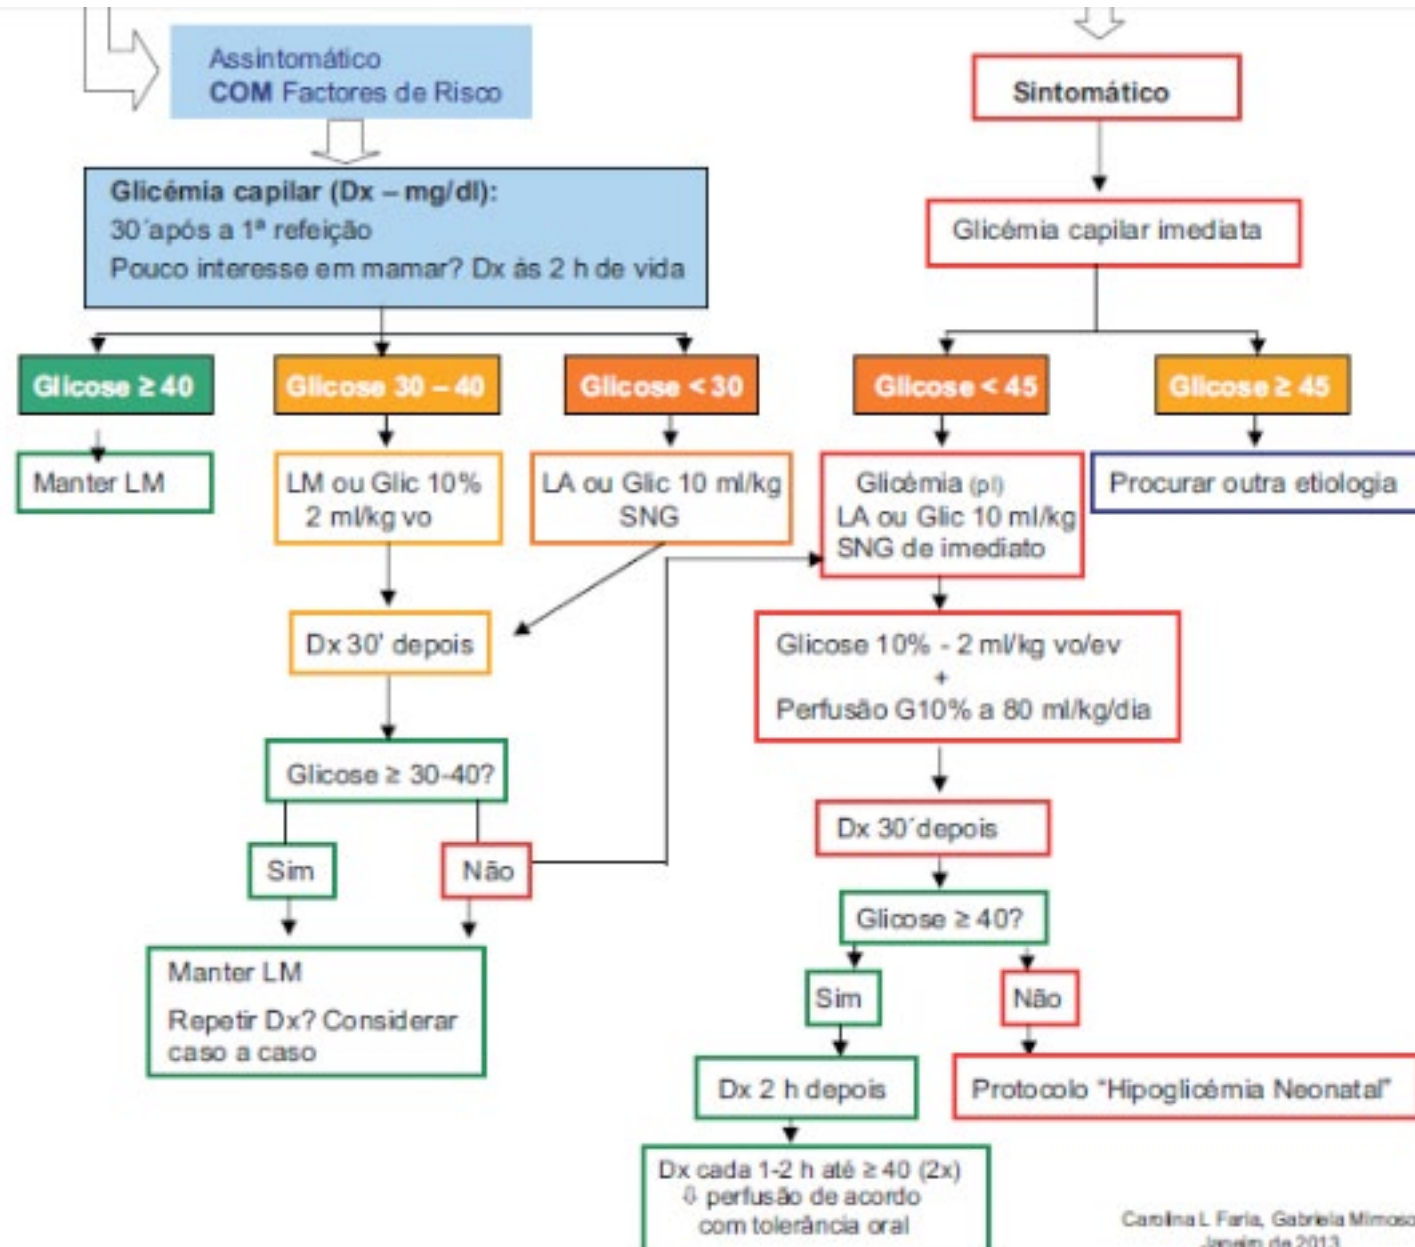 Assintomático
COM Factores de Risco
Sintomático
Glicémia capilar (Dx – mg/dl):
30´após a 1ª refeição
Pouco interesse em mamar? Dx ás 2 h de vida
Glicémia capilar imediata
Glicose ≥ 40
Glicose 30 – 40
Glicose < 30
Glicose < 45
Glicose ≥ 45
Manter LM
LM ou Glic 10%
2 ml/kg vo
LA ou Glic 10 ml/kg
SNG
Glicémia (pl)
LA ou Glic 10 ml/kg
SNG de imediato
Procurar outra etiologia
Dx 30' depois
Glicose 10% - 2 ml/kg vo/ev
+
Perfusão G10% a 80 ml/kg/dia
Glicose ≥ 30-40?
Dx 30´depois
Sim
Não
Glicose ≥ 40?
Manter LM
Repetir Dx? Considerar
caso a caso
Sim
Não
Dx 2 h depois
Protocolo “Hipoglicémia Neonatal”
Dx cada 1-2 h até ≥ 40 (2x)
⇩ perfusão de acordo
com tolerância oral
Carolina L Faria, Gabriela Mimoso
Janeiro de 2013